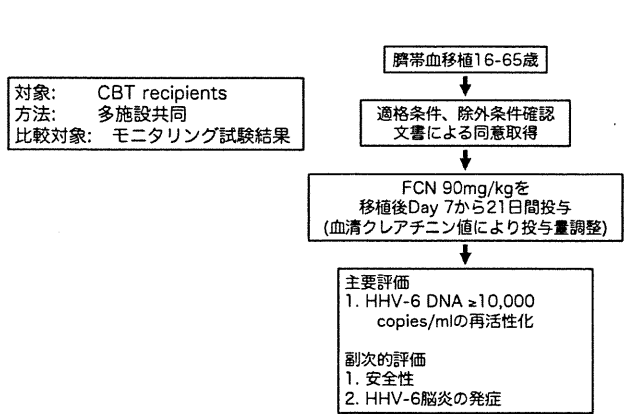 対象: CBT recipients
方法: 多施設共同
比較対象: モニタリング試験結果
臍帯血移植16-65歳
適格条件、除外条件確認
文書による同意取得
FCN 90mg/kgを
移植後Day 7から21日間投与
(血清クレアチニン値により投与量調整)
主要評価
1. HHV-6 DNA ≥10,000
copies/mlの再活性化
副次的評価
1. 安全性
2. HHV-6脳炎の発症